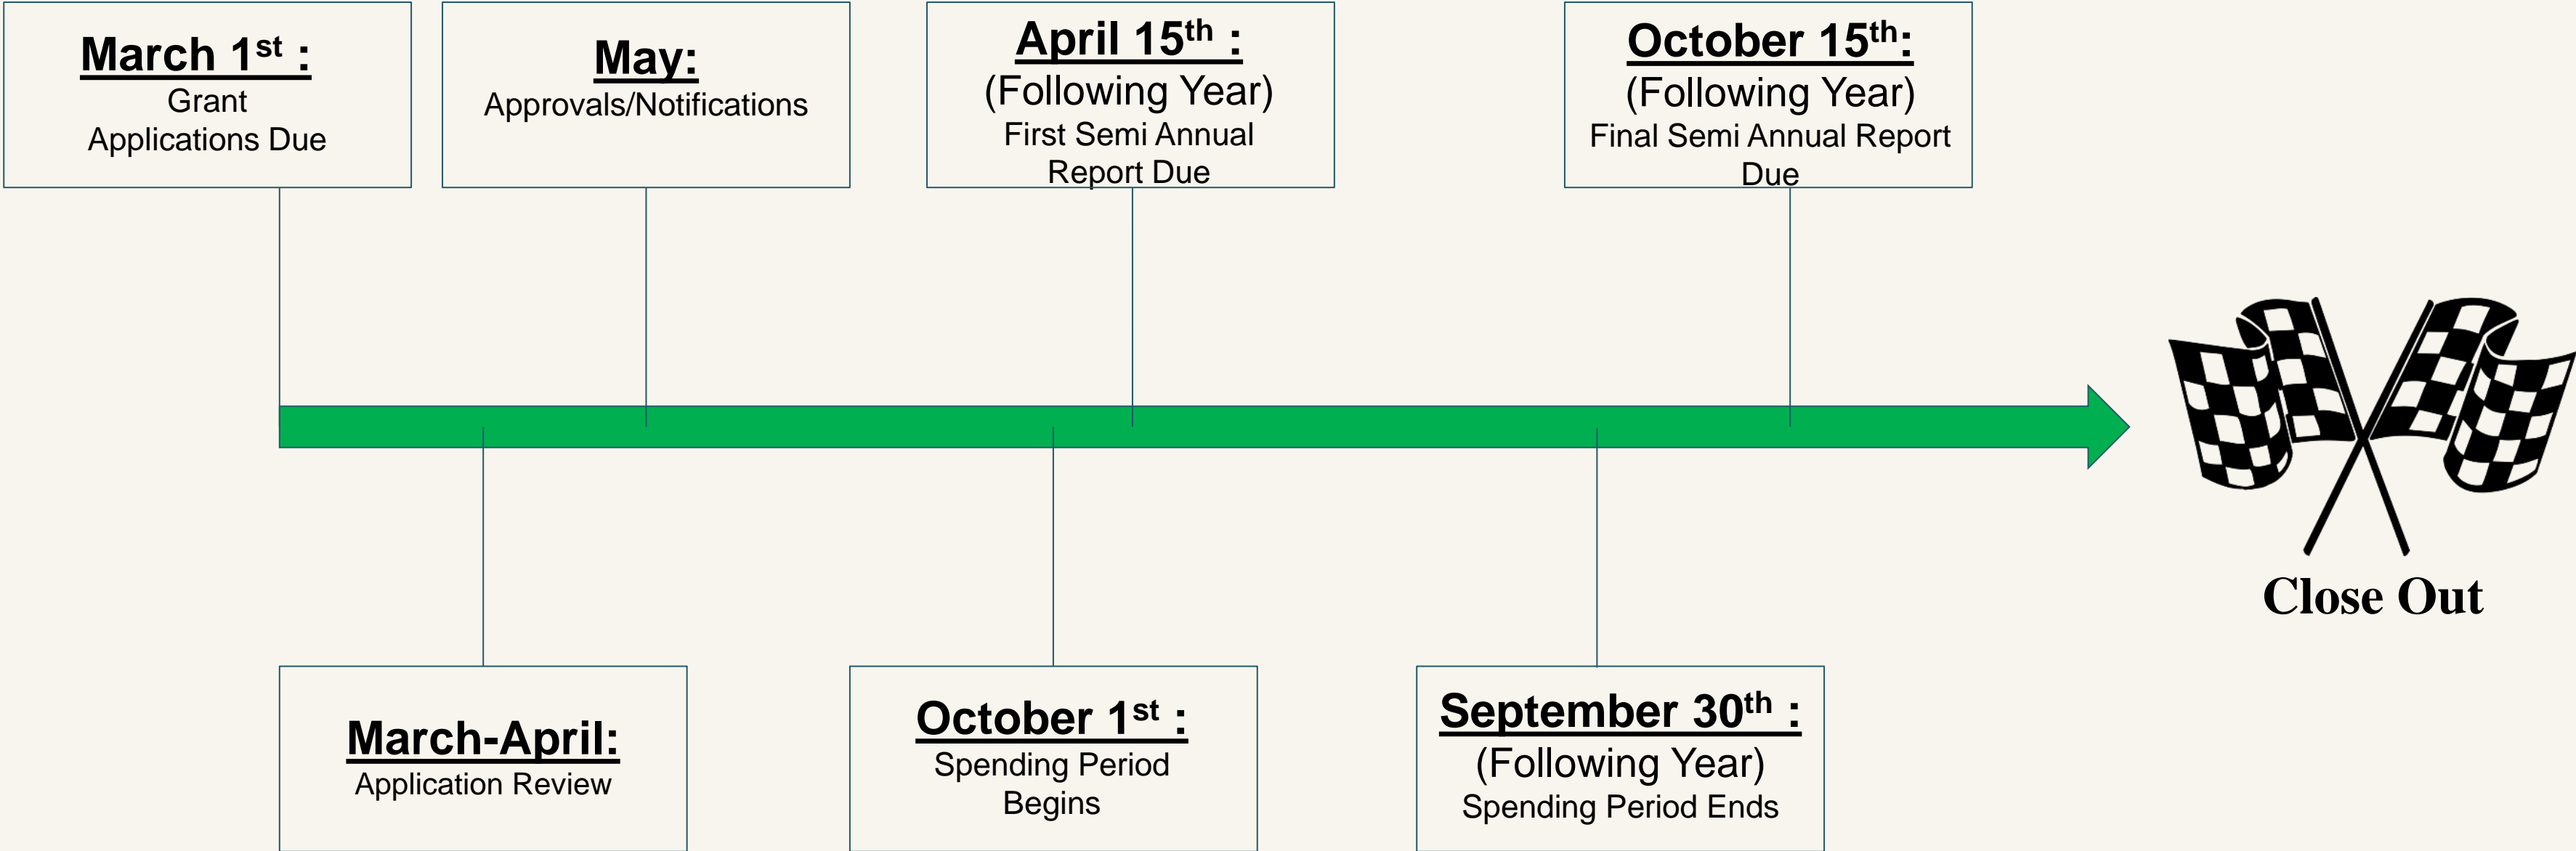 March 1st :
Grant
Applications Due
May:
Approvals/Notifications
April 15th :
(Following Year)
First Semi Annual
Report Due
October 15th:
(Following Year)
Final Semi Annual Report
Due
Close Out
March-April:
Application Review
October 1st :
Spending Period
Begins
September 30th :
(Following Year)
Spending Period Ends